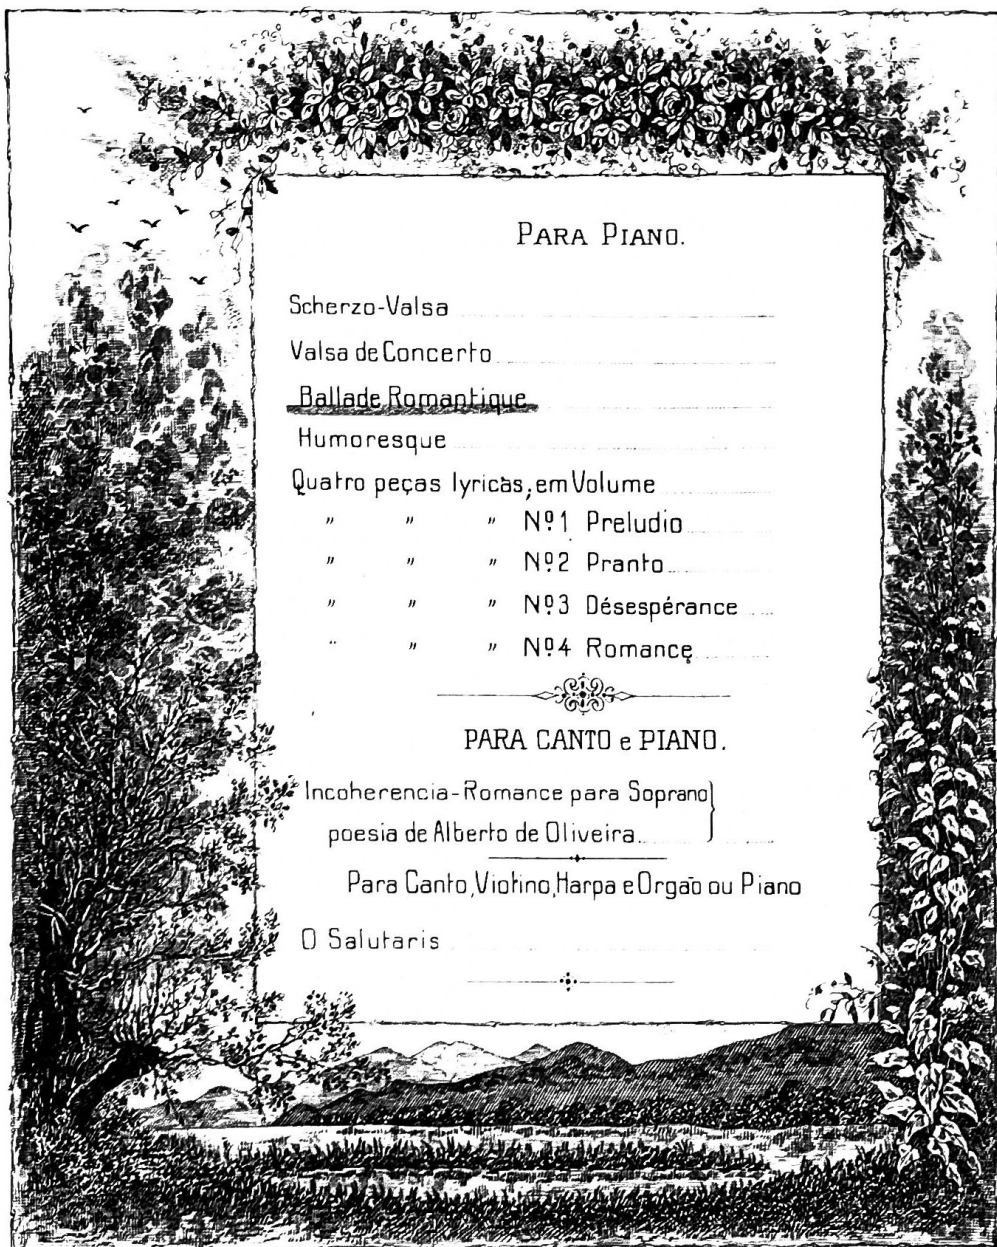 PARA PIANO.
Scherzo-Valsa
Valsa de Concerto
Ballade Romantique
Humoresque
Quatro peças lyricas, em Volume
" " " Nº1 Preludio
" " " Nº2 Pranto
" " " Nº3 Désespérance
" " " Nº4 Romance
PARA CANTO e PIANO.
Incoherencia-Romance para Soprano
poesia de Alberto de Oliveira
Para Canto, Violino, Harpa e Orgão ou Piano
O Salutaris